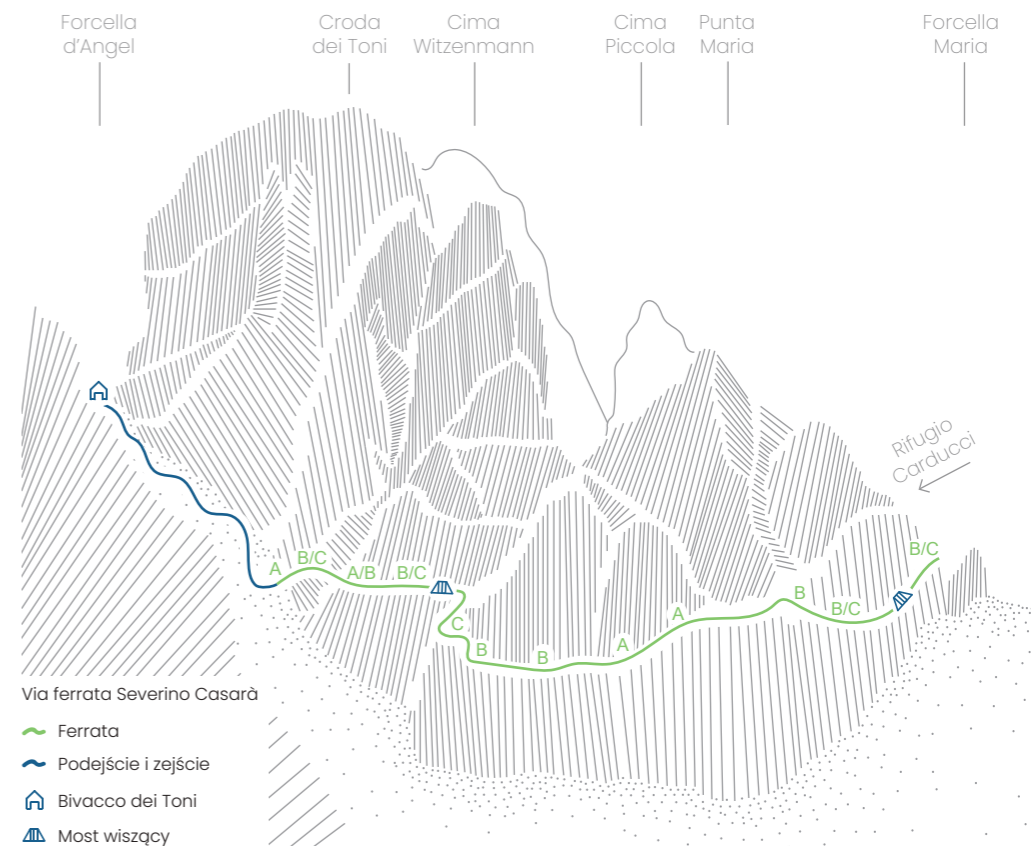 Forcella
d'Angel
Croda
dei Toni
Cima
Witzenmann
Cima
Piccola
Punta
Maria
Forcella
Maria
Rifugio
Carducci
A
B/C
A/B
B/C
C
B
B
A
A
B
B/C
B/C
Via ferrata Severino Casarà
Ferrata
Podejście i zejście
Bivacco dei Toni
Most wiszący